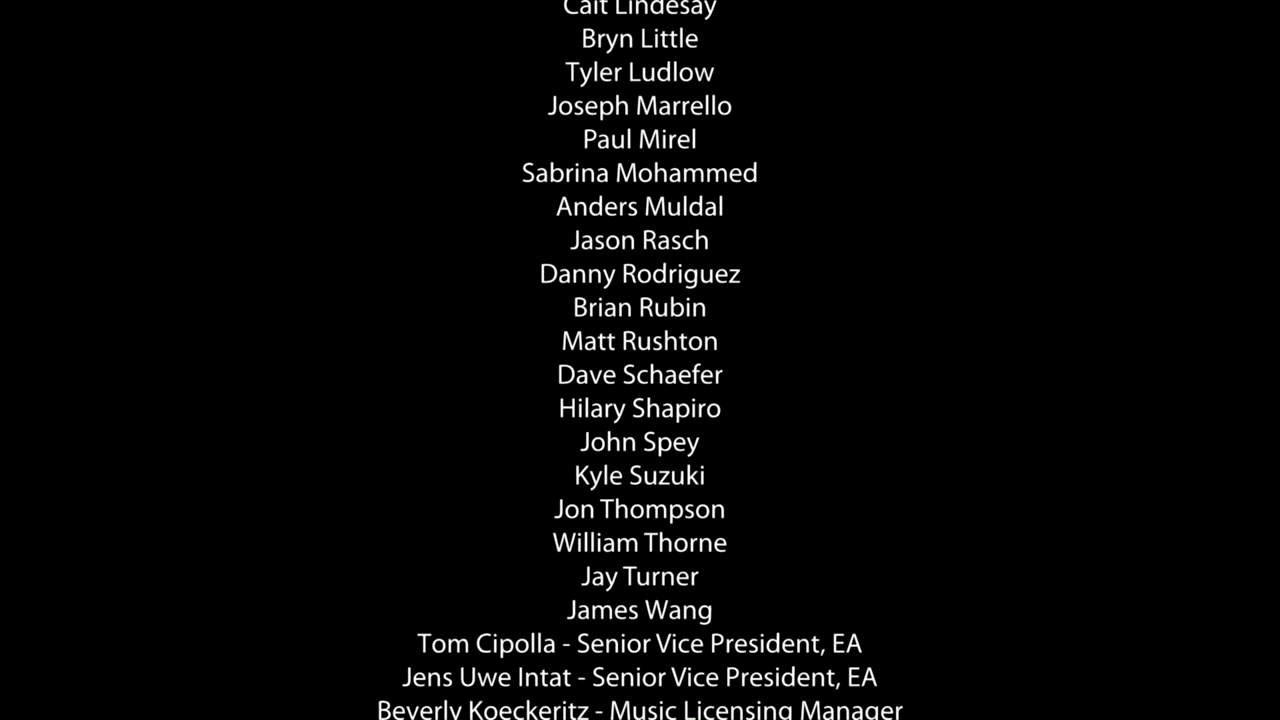 Cait Lindesay
Bryn Little
Tyler Ludlow
Joseph Marrello
Paul Mirel
Sabrina Mohammed
Anders Muldal
Jason Rasch
Danny Rodriguez
Brian Rubin
Matt Rushton
Dave Schaefer
Hilary Shapiro
John Spey
Kyle Suzuki
Jon Thompson
William Thorne
Jay Turner
James Wang
Tom Cipolla - Senior Vice President, EA
Jens Uwe Intat - Senior Vice President, EA
Beverly Koeckeritz - Music Licensing Manager